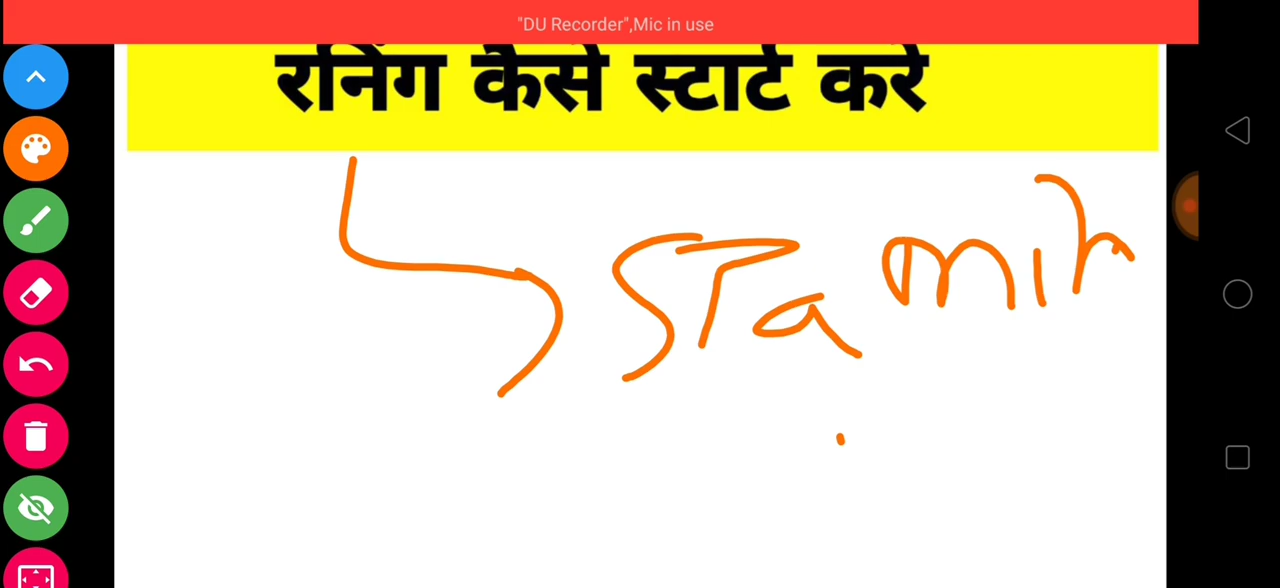 "DU Recorder",Mic in use
रनिंग कैसे स्टार्ट करे
STamin